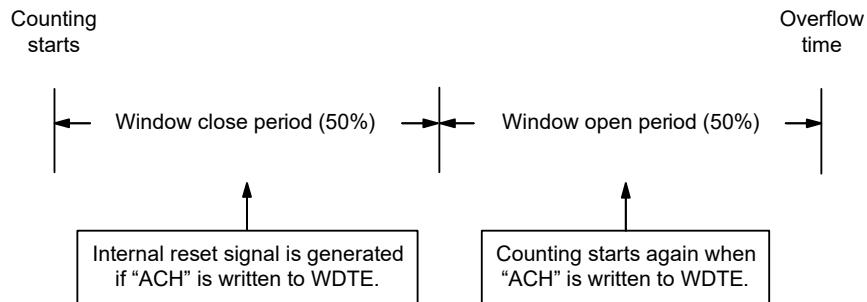 Counting
starts
Overflow
time
Window close period (50%)
Window open period (50%)
Internal reset signal is generated
if “ACH” is written to WDTE.
Counting starts again when
“ACH” is written to WDTE.